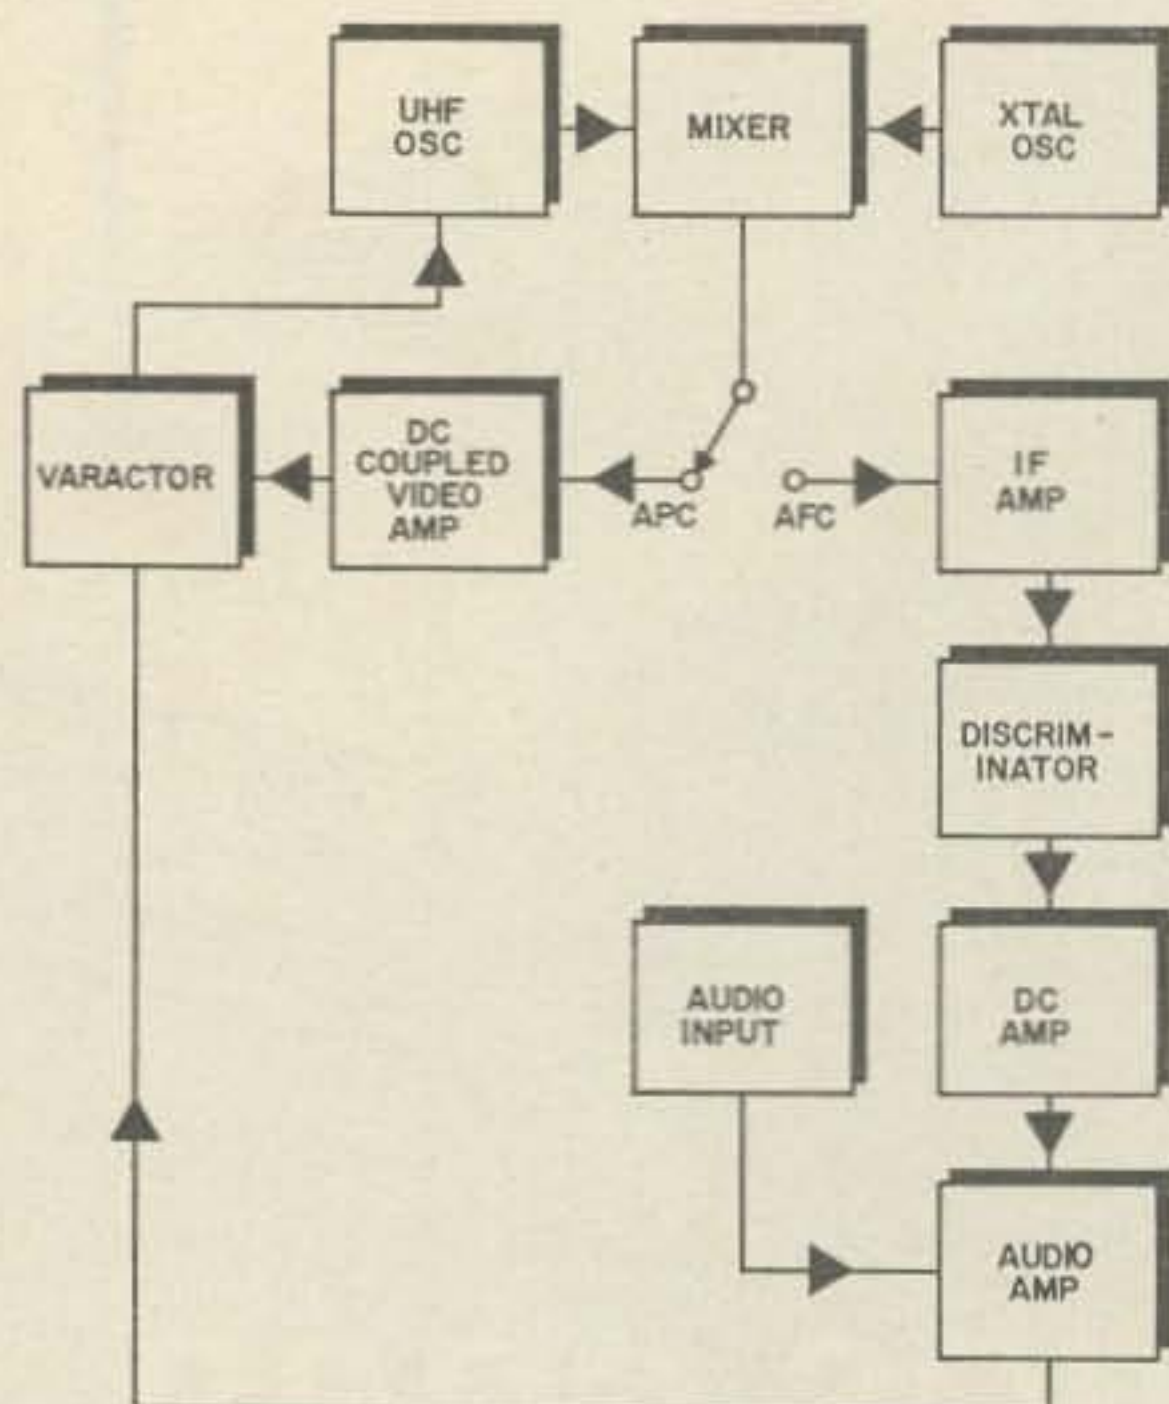 UHF
OSC
MIXER
XTAL
OSC
VARACTOR
DC
COUPLED
VIDEO
AMP
APC
AFC
IF
AMP
DISCRIM-
INATOR
AUDIO
INPUT
DC
AMP
AUDIO
AMP